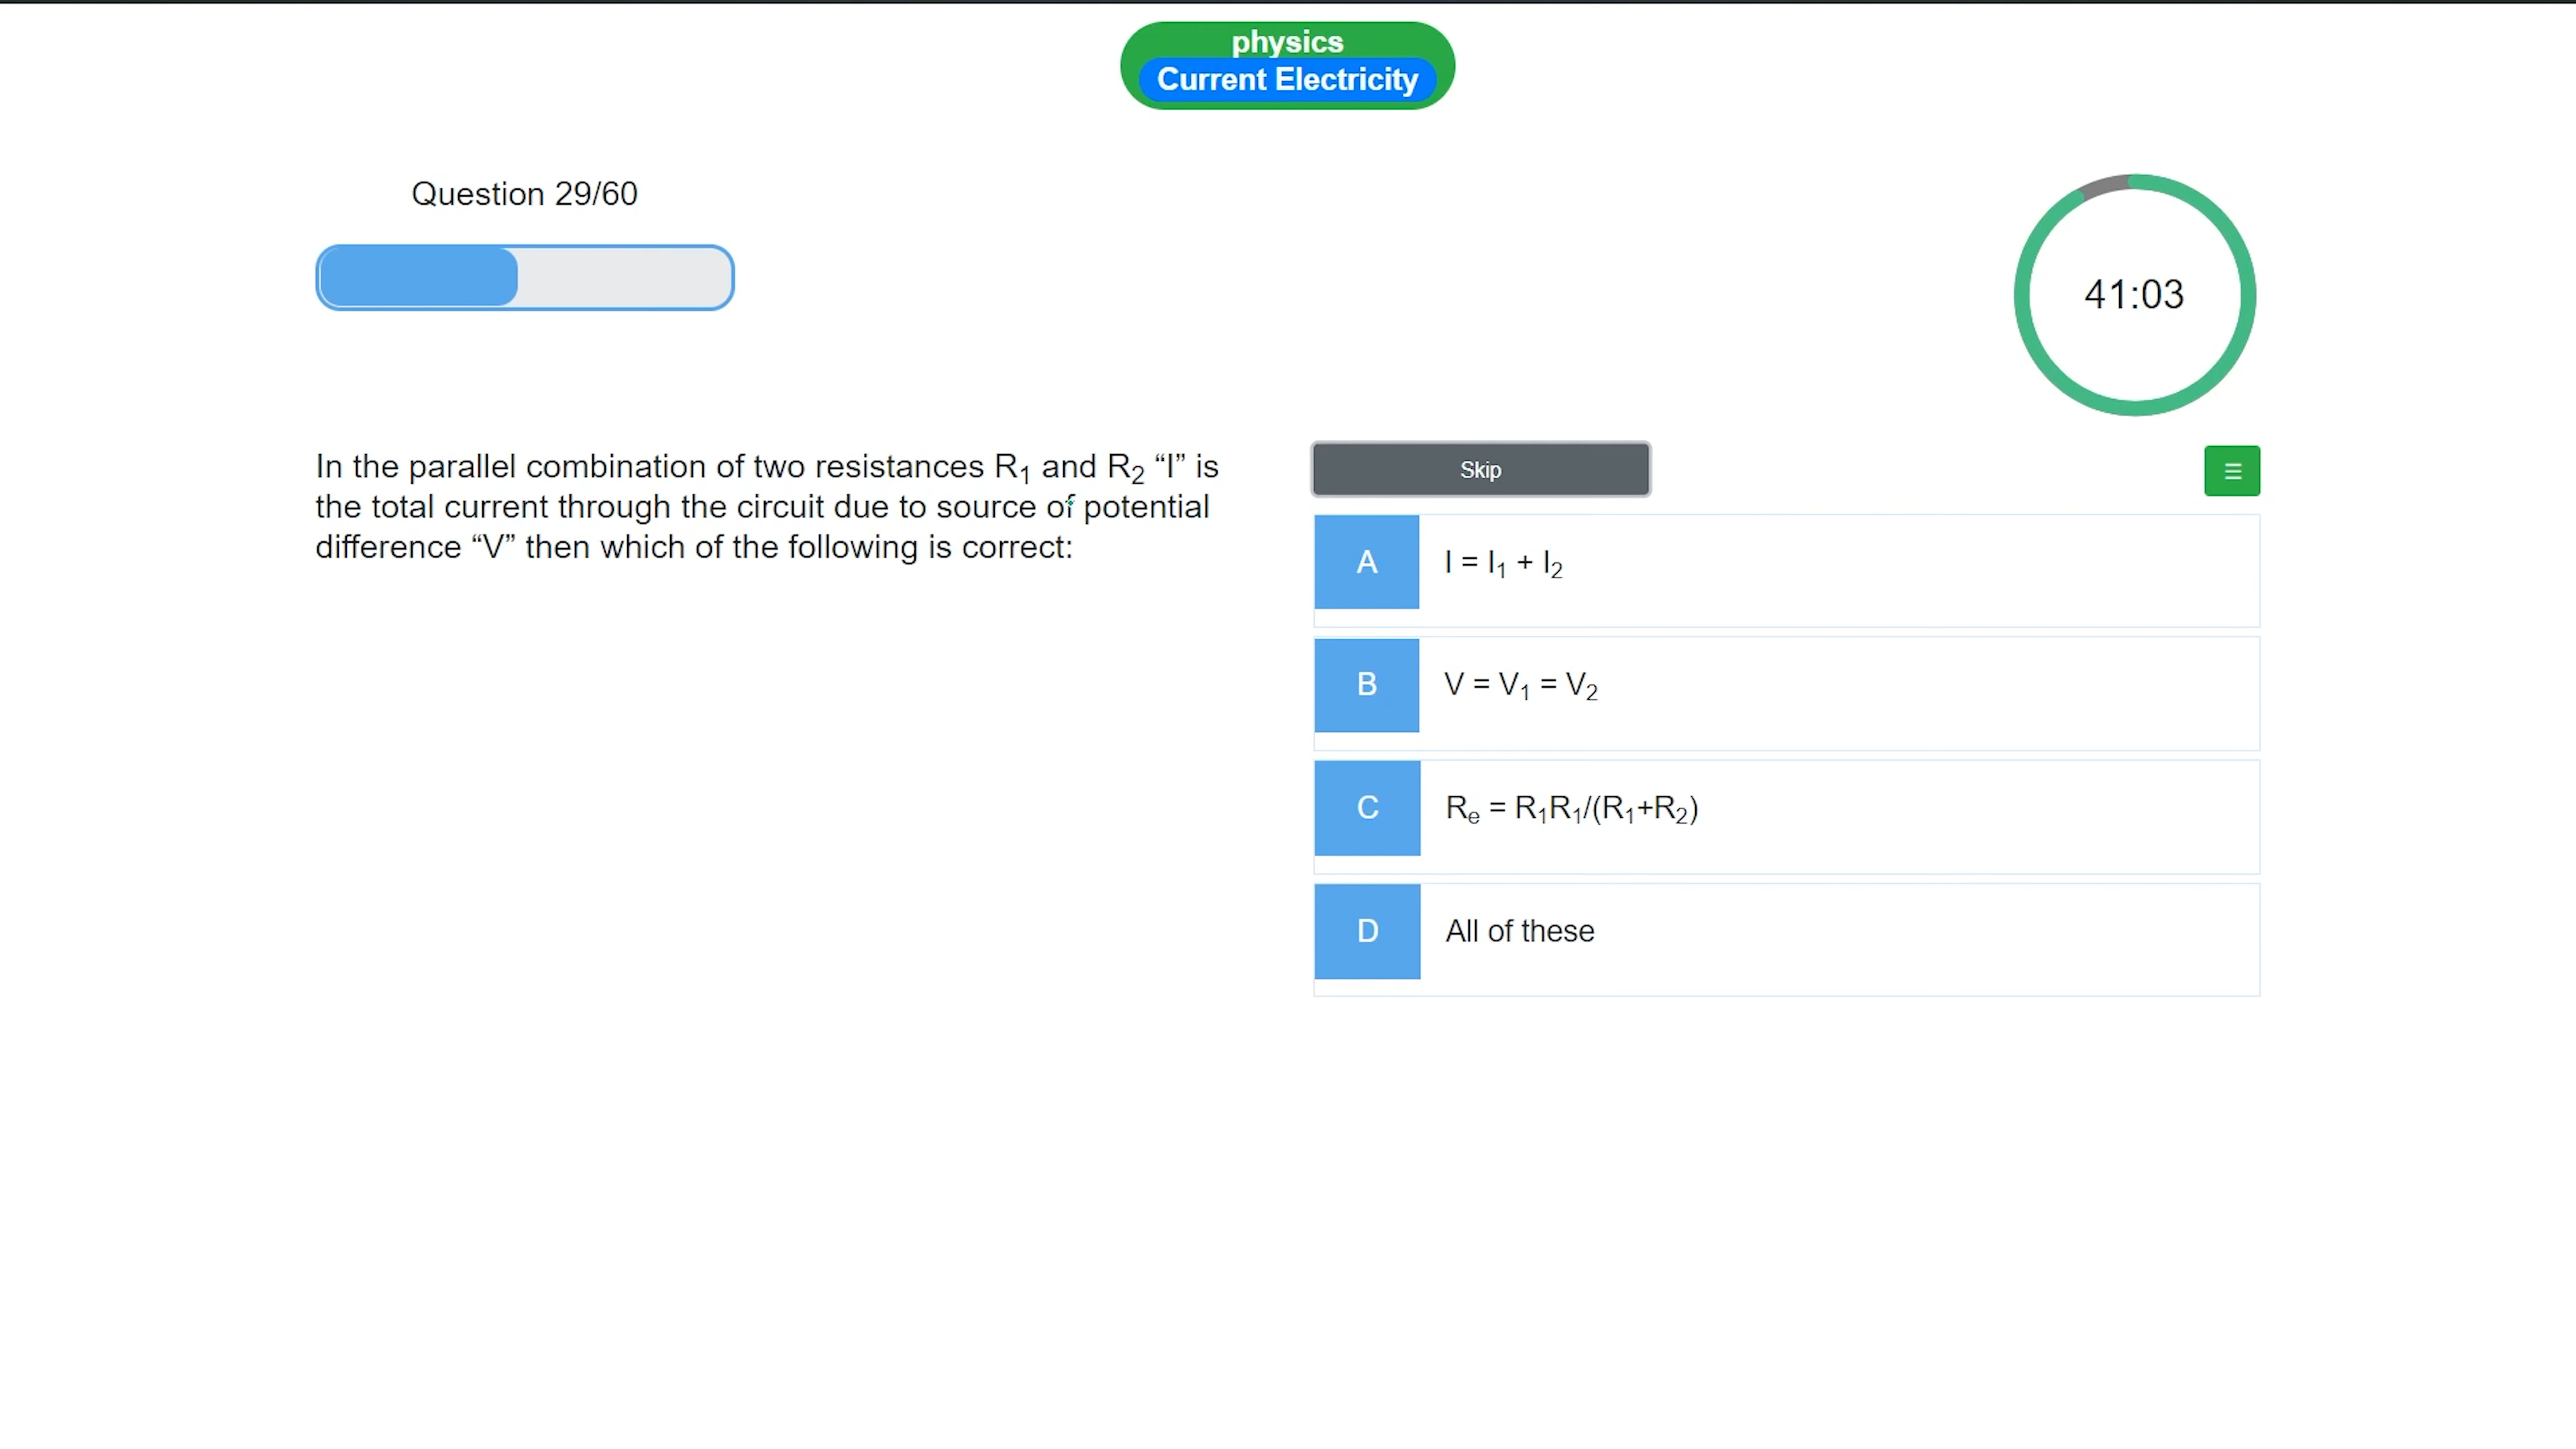 physics
Current Electricity
Question 29/60
41:03
In the parallel combination of two resistances R₁ and R₂ “I” is
the total current through the circuit due to source of potential
difference “V” then which of the following is correct:
Skip
A I = I₁ + I₂
B V = V₁ = V₂
C Rₑ = R₁R₁/(R₁+R₂)
D All of these